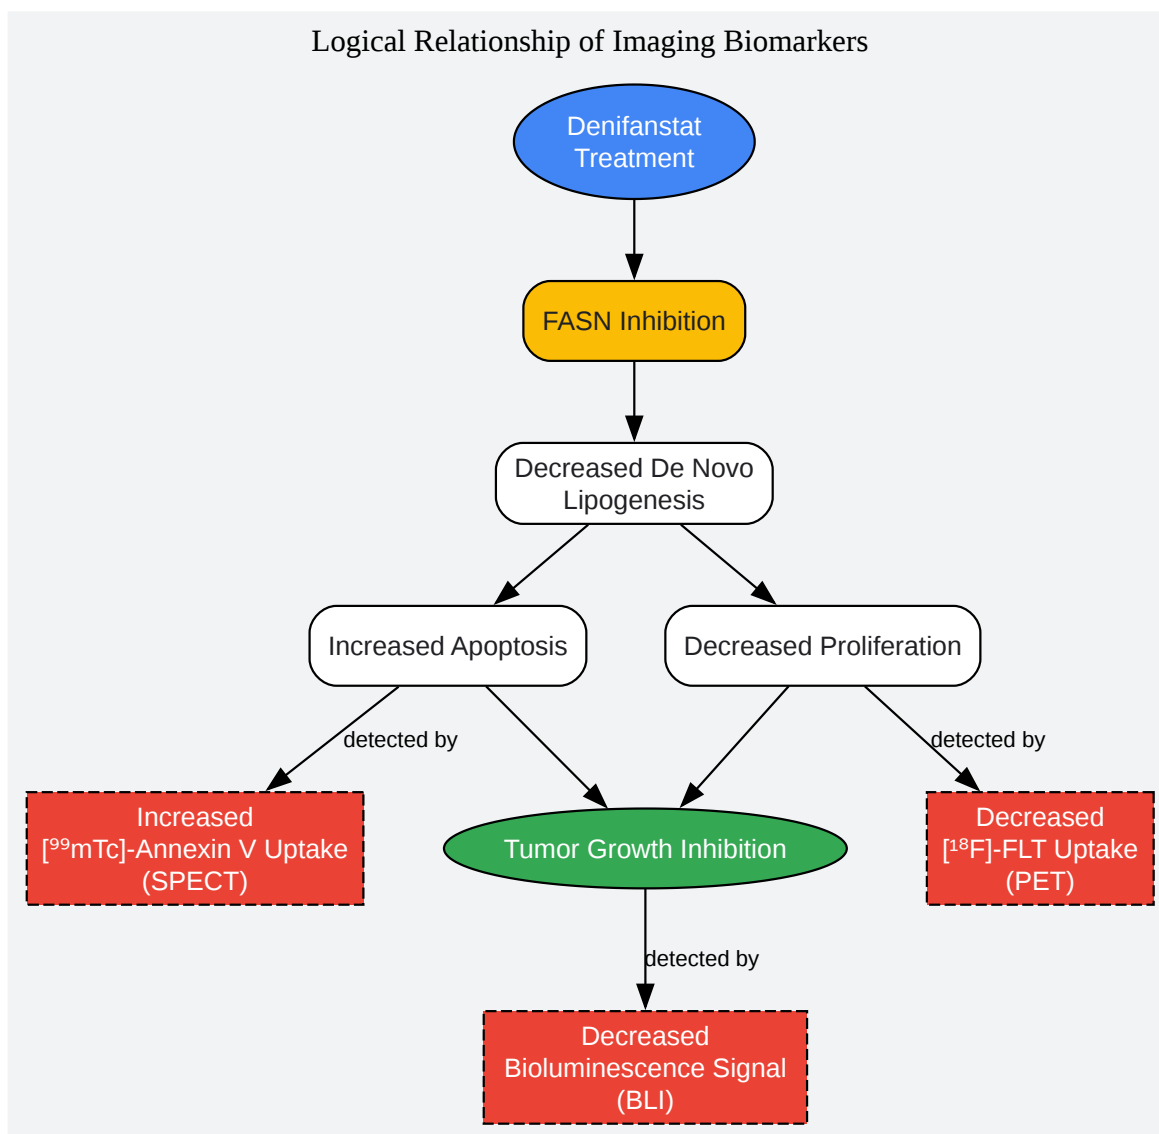 Logical Relationship of Imaging Biomarkers
Denifanstat
Treatment
FASN Inhibition
Decreased De Novo
Lipogenesis
Increased Apoptosis
Decreased Proliferation
detected by
detected by
Increased
[⁹⁹mTc]-Annexin V Uptake
(SPECT)
Tumor Growth Inhibition
Decreased
[¹⁸F]-FLT Uptake
(PET)
detected by
Decreased
Bioluminescence Signal
(BLI)